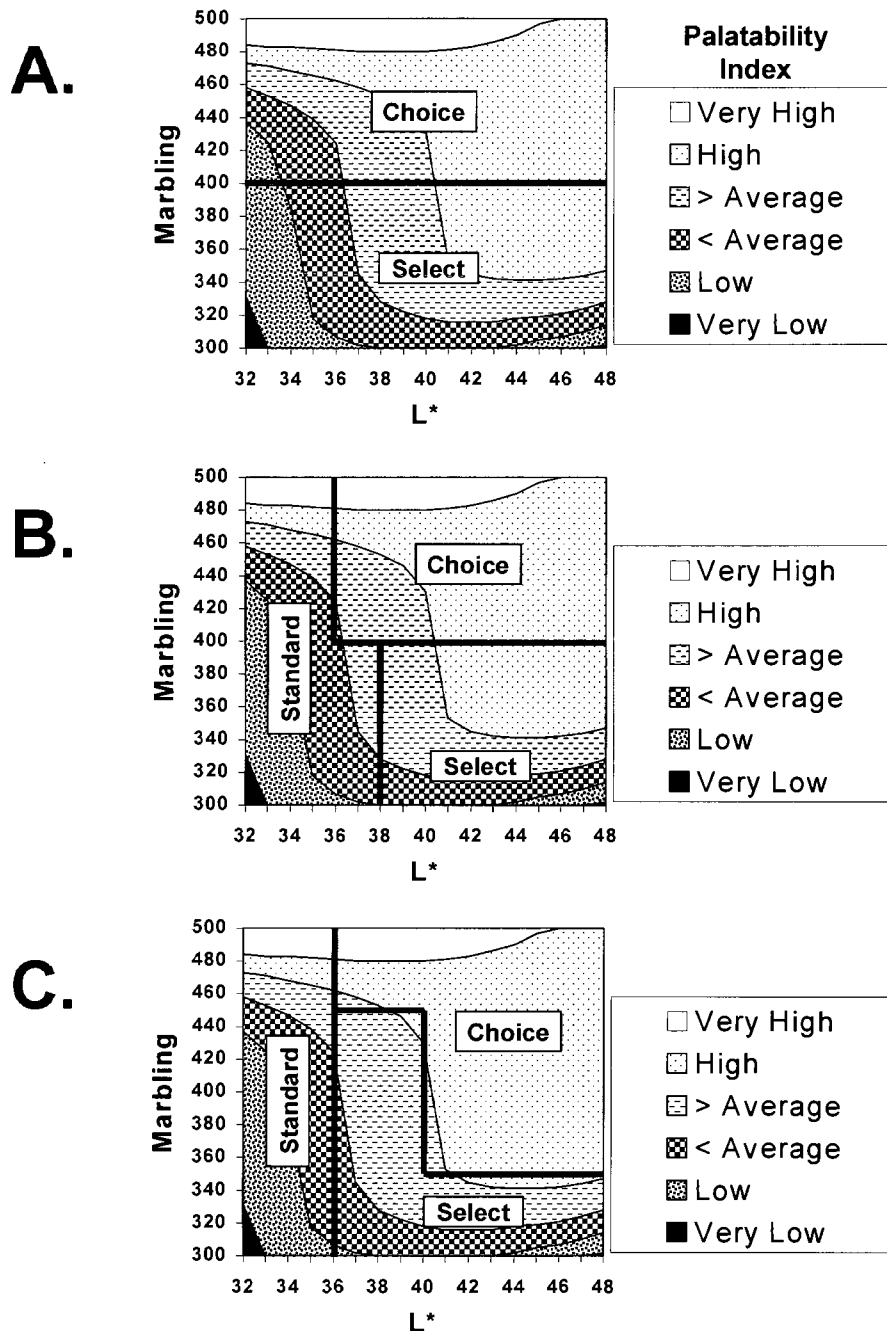 A.
Marbling
500
480
460
440
420
400
380
360
340
320
300
Choice
Select
32 34 36 38 40 42 44 46 48
L*
Palatability
Index
Very High
High
> Average
< Average
Low
Very Low
B.
Marbling
500
480
460
440
420
400
380
360
340
320
300
Choice
Standard
Select
32 34 36 38 40 42 44 46 48
L*
Very High
High
> Average
< Average
Low
Very Low
C.
Marbling
500
480
460
440
420
400
380
360
340
320
300
Choice
Standard
Select
32 34 36 38 40 42 44 46 48
L*
Very High
High
> Average
< Average
Low
Very Low